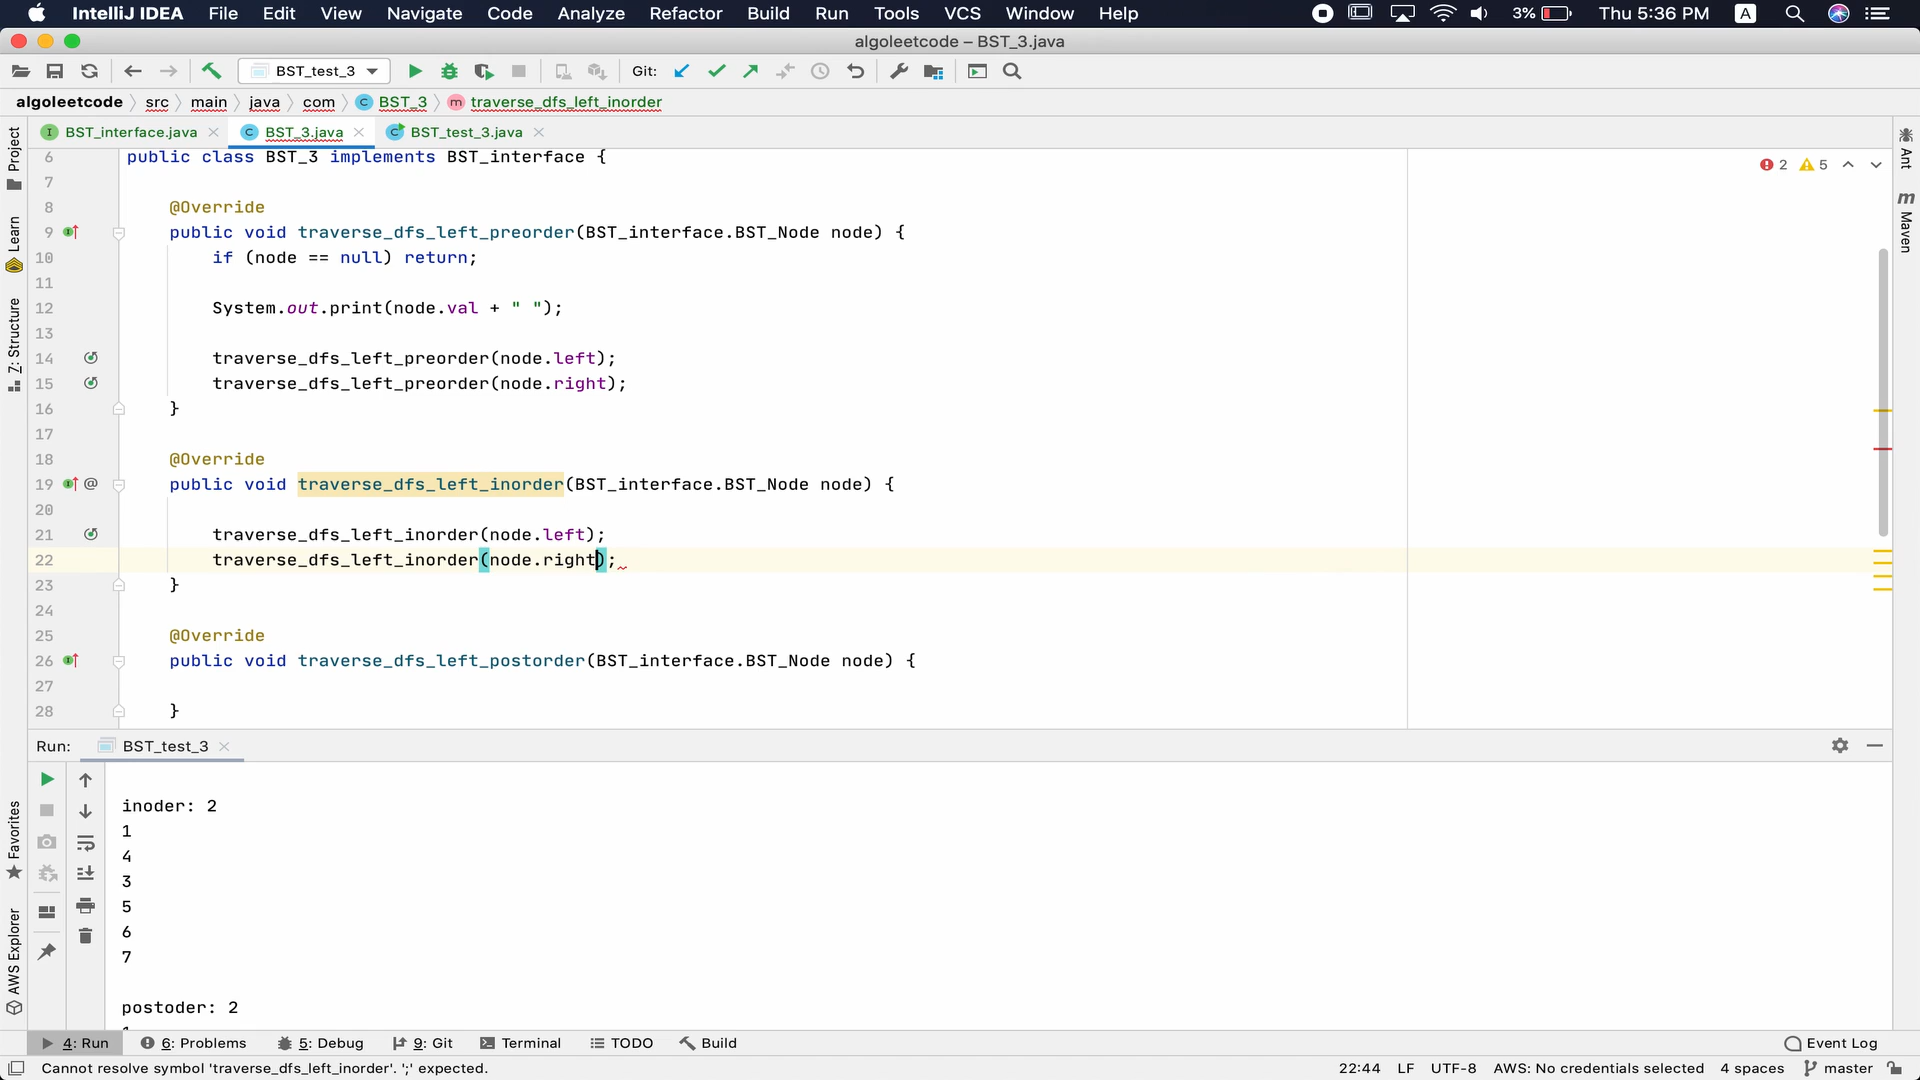 IntelliJ IDEA File Edit View Navigate Code Analyze Refactor Build Run Tools VCS Window Help 3% Thu 5:36 PM A
algoleetcode – BST_3.java
BST_test_3 Git:
algoleetcode src main java com C BST_3 m traverse_dfs_left_inorder
I BST_interface.java C BST_3.java C BST_test_3.java
Project
Learn
Z: Structure
Favorites
AWS Explorer
Ant
m Maven
2 5
6 public class BST_3 implements BST_interface {
7
8 @Override
9 public void traverse_dfs_left_preorder(BST_interface.BST_Node node) {
10 if (node == null) return;
11
12 System.out.print(node.val + " ");
13
14 traverse_dfs_left_preorder(node.left);
15 traverse_dfs_left_preorder(node.right);
16 }
17
18 @Override
19 @ public void traverse_dfs_left_inorder(BST_interface.BST_Node node) {
20
21 traverse_dfs_left_inorder(node.left);
22 traverse_dfs_left_inorder(node.right);
23 }
24
25 @Override
26 public void traverse_dfs_left_postorder(BST_interface.BST_Node node) {
27
28 }
Run: BST_test_3
inoder: 2
1
4
3
5
6
7
postoder: 2
4: Run 6: Problems 5: Debug 9: Git Terminal TODO Build Event Log
Cannot resolve symbol 'traverse_dfs_left_inorder'. ';' expected. 22:44 LF UTF-8 AWS: No credentials selected 4 spaces master